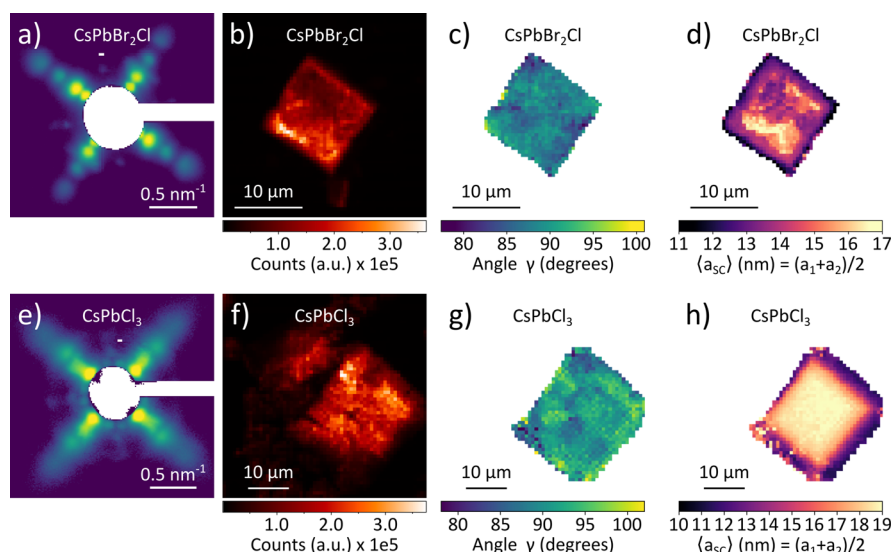 a)
CsPbBr₂Cl
0.5 nm⁻¹
b)
CsPbBr₂Cl
10 µm
1.0 2.0 3.0
Counts (a.u.) x 1e5
c)
CsPbBr₂Cl
10 µm
80 85 90 95 100
Angle γ (degrees)
d)
CsPbBr₂Cl
10 µm
11 12 13 14 15 16 17
⟨aSC⟩ (nm) = (a₁+a₂)/2
e)
CsPbCl₃
0.5 nm⁻¹
f)
CsPbCl₃
10 µm
1.0 2.0 3.0
Counts (a.u.) x 1e5
g)
CsPbCl₃
10 µm
80 85 90 95 100
Angle γ (degrees)
h)
CsPbCl₃
10 µm
10 11 12 13 14 15 16 17 18 19
⟨aSC⟩ (nm) = (a₁+a₂)/2